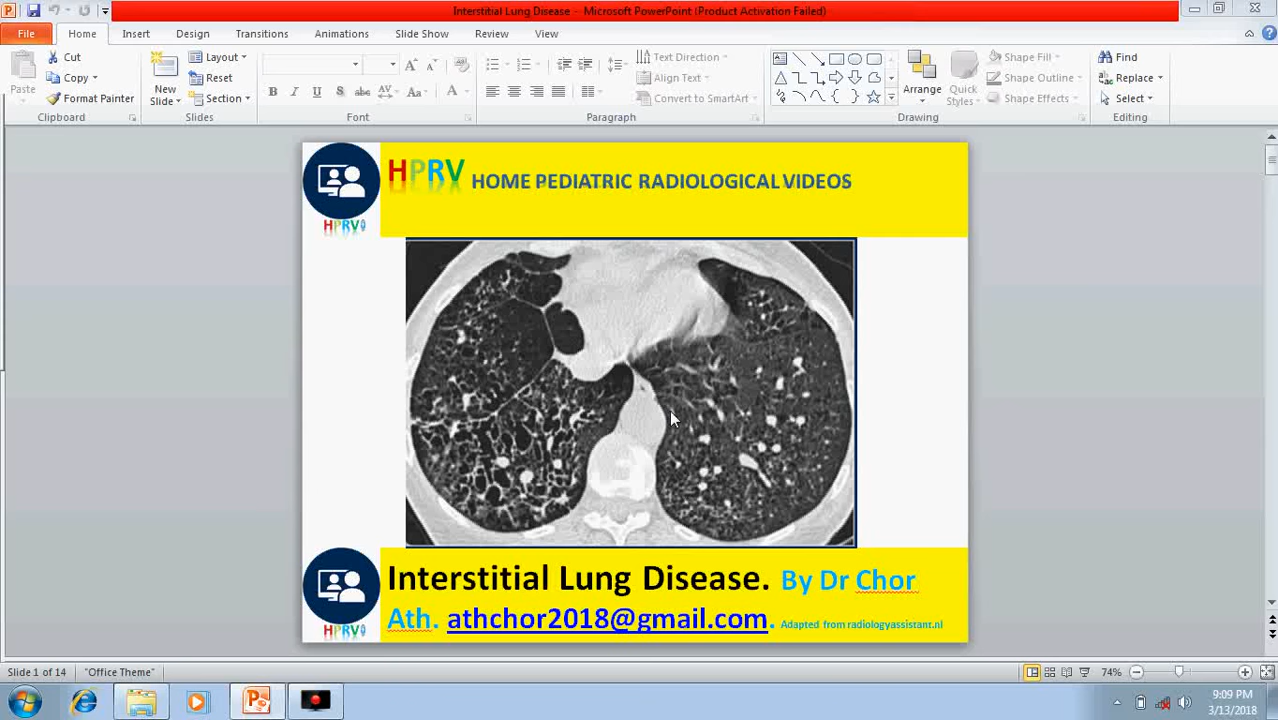 Interstitial Lung Disease - Microsoft PowerPoint (Product Activation Failed)
File Home Insert Design Transitions Animations Slide Show Review View
Paste Cut Copy Format Painter
New Slide Layout Reset Section
B I U S abc AV Aa A
Text Direction Align Text Convert to SmartArt
Arrange Quick Styles Shape Fill Shape Outline Shape Effects
Find Replace Select
Clipboard Slides Font Paragraph Drawing Editing
HPRV HOME PEDIATRIC RADIOLOGICAL VIDEOS
HPRV
Interstitial Lung Disease. By Dr Chor
Ath. athchor2018@gmail.com. Adapted from radiologyassistant.nl
HPRV
Slide 1 of 14 "Office Theme" 74%
9:09 PM
3/13/2018